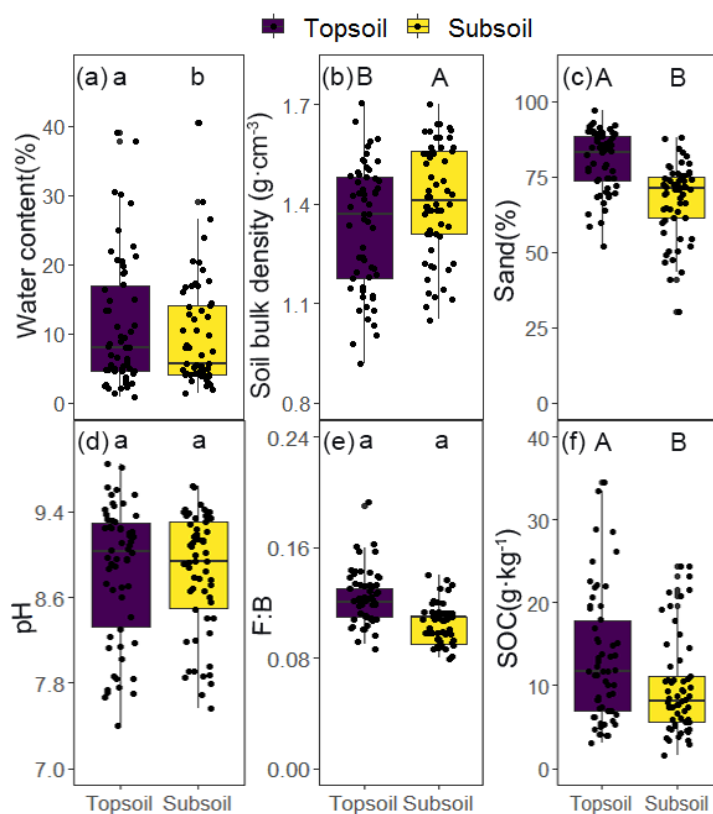 Topsoil Subsoil
(a) a b
Water content(%)
40
30
20
10
0
(b) B A
Soil bulk density (g·cm⁻³)
1.7
1.4
1.1
0.8
(c) A B
Sand(%)
100
75
50
25
0
(d) a a
pH
9.4
8.6
7.8
7.0
Topsoil Subsoil
(e) a a
F:B
0.24
0.16
0.08
0.00
Topsoil Subsoil
(f) A B
SOC(g·kg⁻¹)
40
30
20
10
0
Topsoil Subsoil